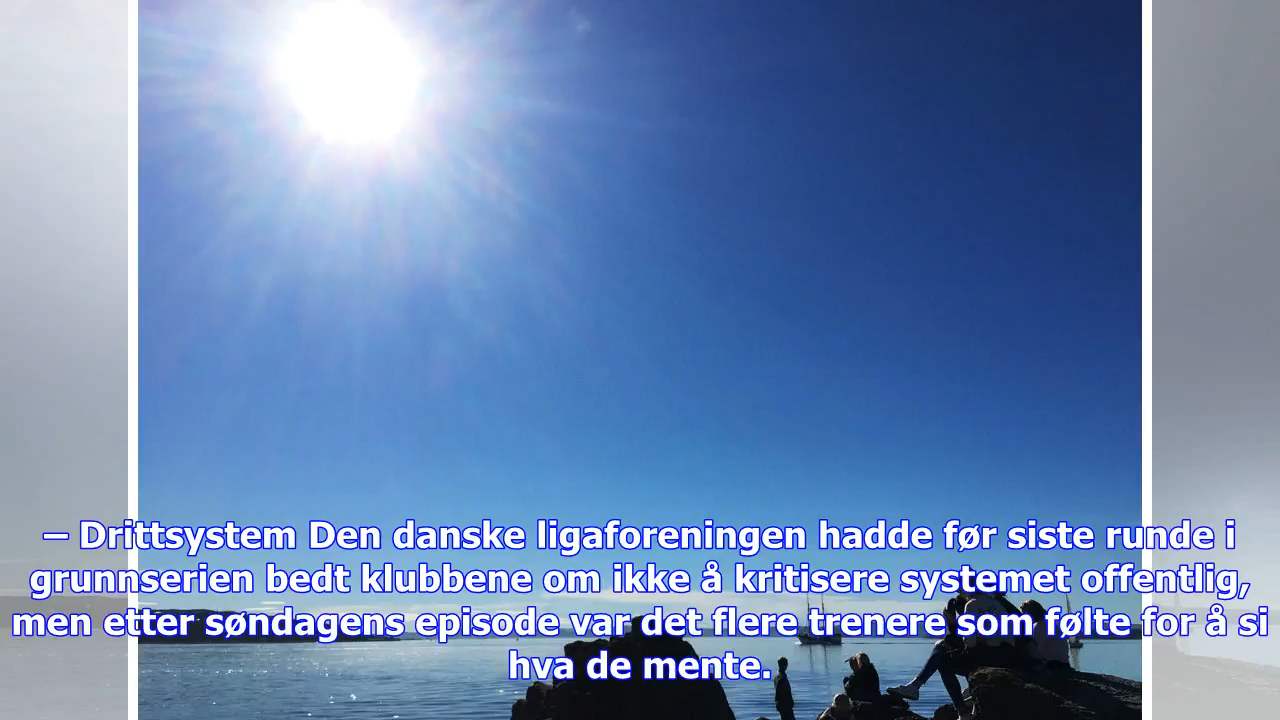 – Drittsystem Den danske ligaforeningen hadde før siste runde i
grunnserien bedt klubbene om ikke å kritisere systemet offentlig,
men etter søndagens episode var det flere trenere som følte for å si
hva de mente.